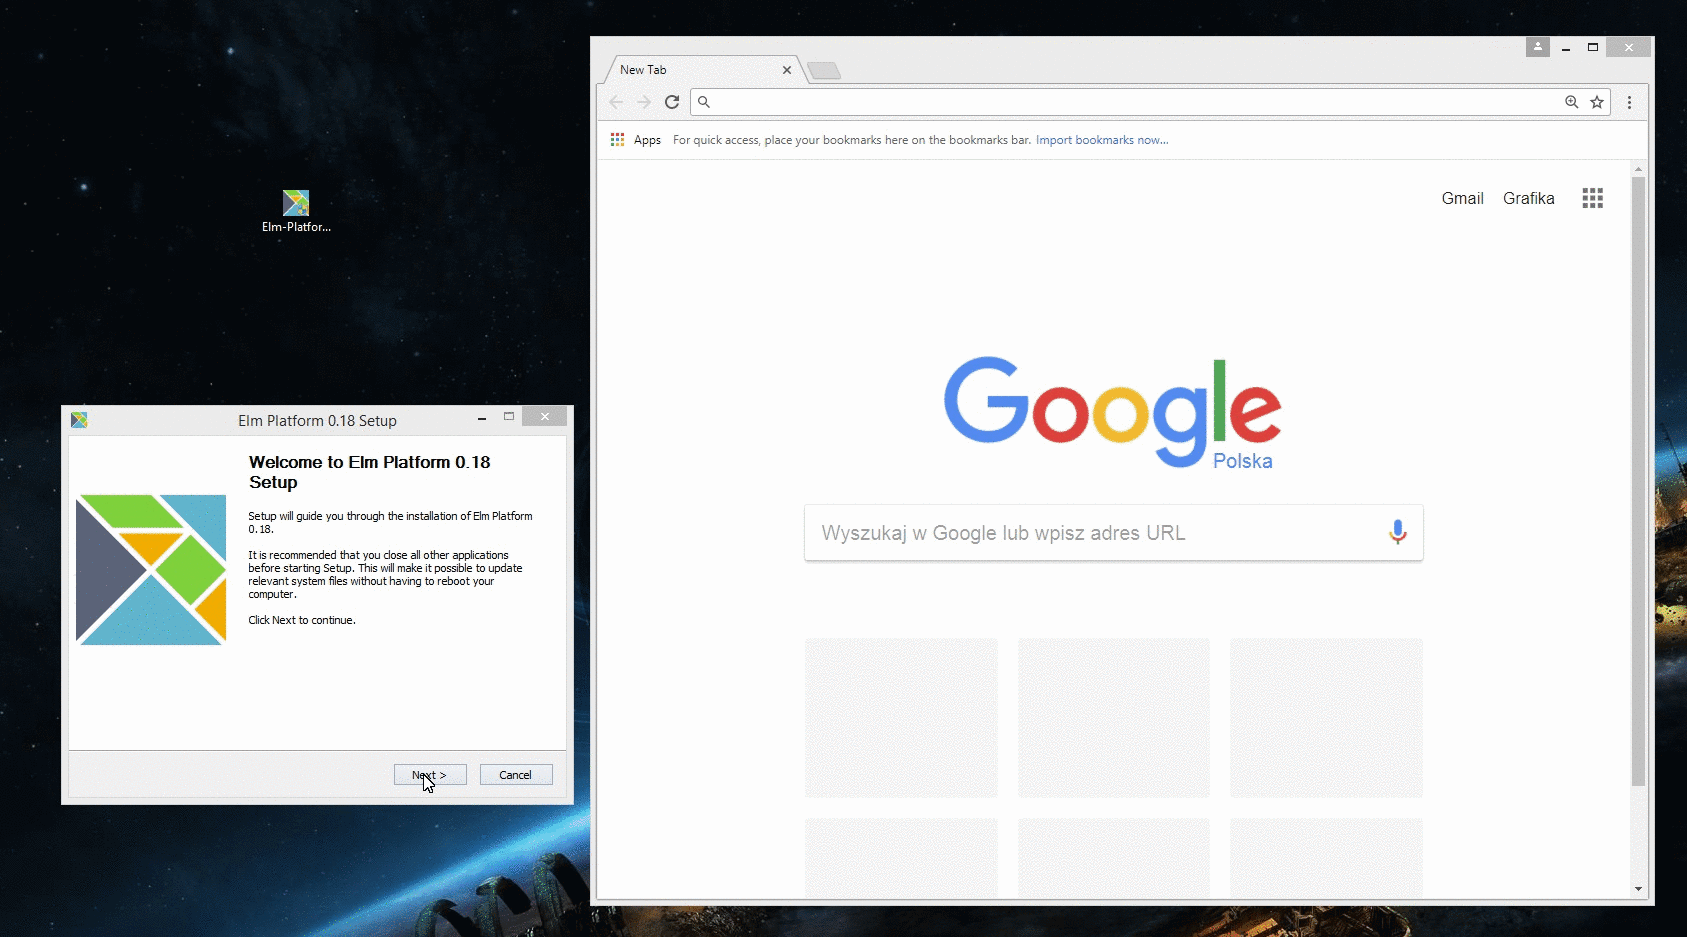 New Tab
Apps For quick access, place your bookmarks here on the bookmarks bar. Import bookmarks now...
Gmail Grafika
Elm-Platfor...
Google
Polska
Wyszukaj w Google lub wpisz adres URL
Elm Platform 0.18 Setup
Welcome to Elm Platform 0.18
Setup
Setup will guide you through the installation of Elm Platform
0.18.
It is recommended that you close all other applications
before starting Setup. This will make it possible to update
relevant system files without having to reboot your
computer.
Click Next to continue.
Next >
Cancel